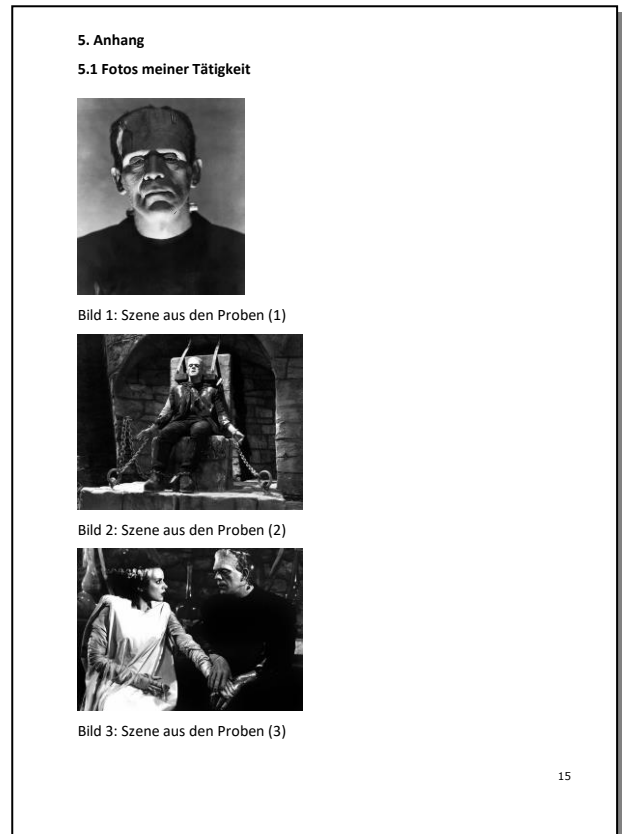 5. Anhang
5.1 Fotos meiner Tätigkeit
Bild 1: Szene aus den Proben (1)
Bild 2: Szene aus den Proben (2)
Bild 3: Szene aus den Proben (3)
15